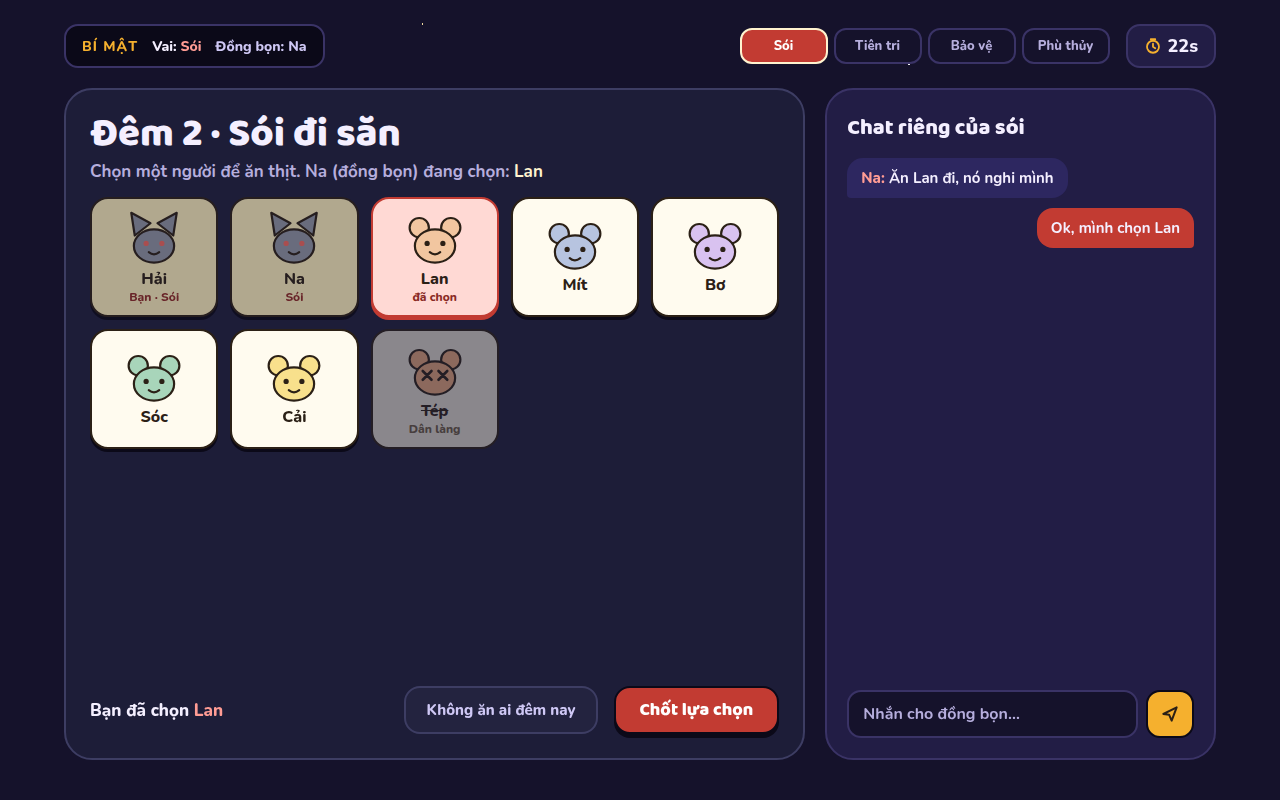 BÍ MẬT Vai: Sói Đồng bọn: Na
Sói
Tiên tri
Bảo vệ
Phù thủy
22s
Đêm 2 · Sói đi săn
Chọn một người để ăn thịt. Na (đồng bọn) đang chọn: Lan
Hải
Bạn · Sói
Na
Sói
Lan
đã chọn
Mít
Bơ
Sóc
Cải
Tép
Dân làng
Bạn đã chọn Lan
Không ăn ai đêm nay
Chốt lựa chọn
Chat riêng của sói
Na: Ăn Lan đi, nó nghi mình
Ok, mình chọn Lan
Nhắn cho đồng bọn...